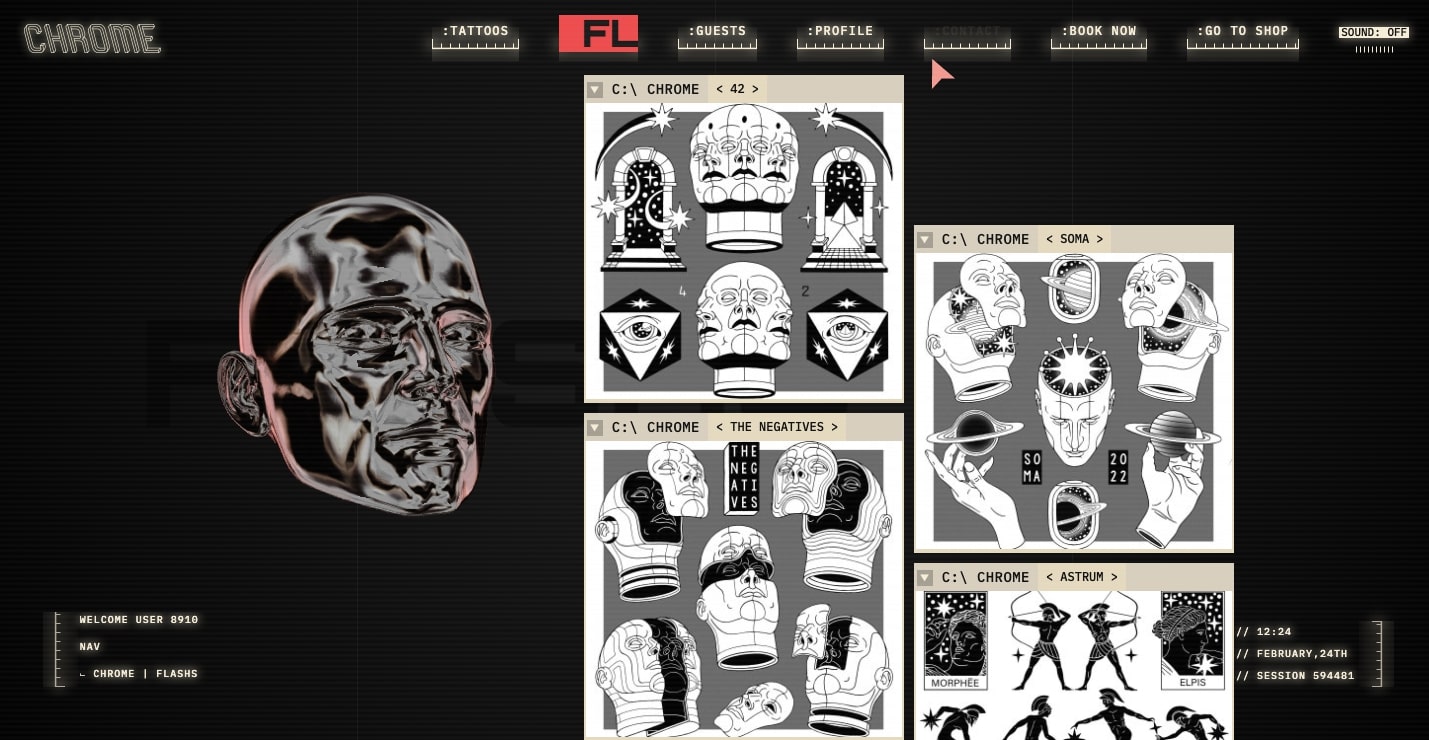 CHROME
:TATTOOS
FL
:GUESTS
:PROFILE
:CONTACT
:BOOK NOW
:GO TO SHOP
SOUND: OFF
C:\ CHROME < 42 >
4 2
C:\ CHROME < SOMA >
SO
MA
20
22
C:\ CHROME < THE NEGATIVES >
THE
NEG
ATI
VES
C:\ CHROME < ASTRUM >
MORPHÉE
ELPIS
WELCOME USER 8910
NAV
⌙ CHROME | FLASHS
// 12:24
// FEBRUARY,24TH
// SESSION 594481